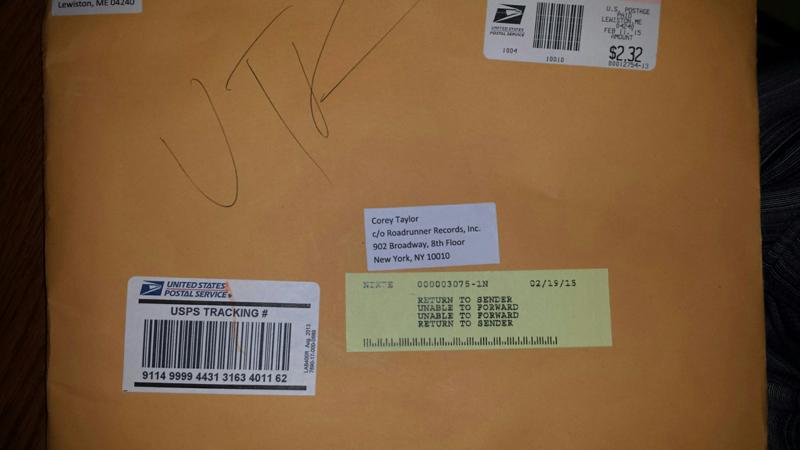 Lewiston, ME 04240
UNITED STATES
POSTAL SERVICE
1004
10010
U.S. POSTAGE
PAID
LEWISTON, ME
04240
FEB 11, 15
AMOUNT
$2.32
00012754-13
UTF
Corey Taylor
c/o Roadrunner Records, Inc.
902 Broadway, 8th Floor
New York, NY 10010
NIXIE 000003075-1N 02/19/15
RETURN TO SENDER
UNABLE TO FORWARD
UNABLE TO FORWARD
RETURN TO SENDER
UNITED STATES
POSTAL SERVICE
USPS TRACKING #
9114 9999 4431 3163 4011 62